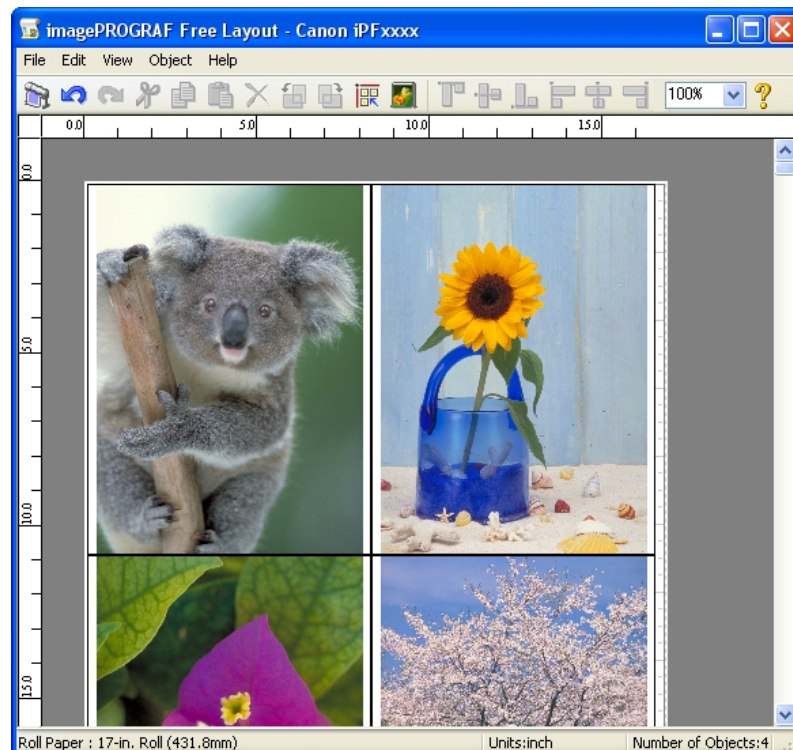 imagePROGRAF Free Layout - Canon iPFxxxx
File Edit View Object Help
100%
0.0 5.0 10.0 15.0
0.0
5.0
10.0
15.0
Roll Paper : 17-in. Roll (431.8mm) Units:inch Number of Objects:4